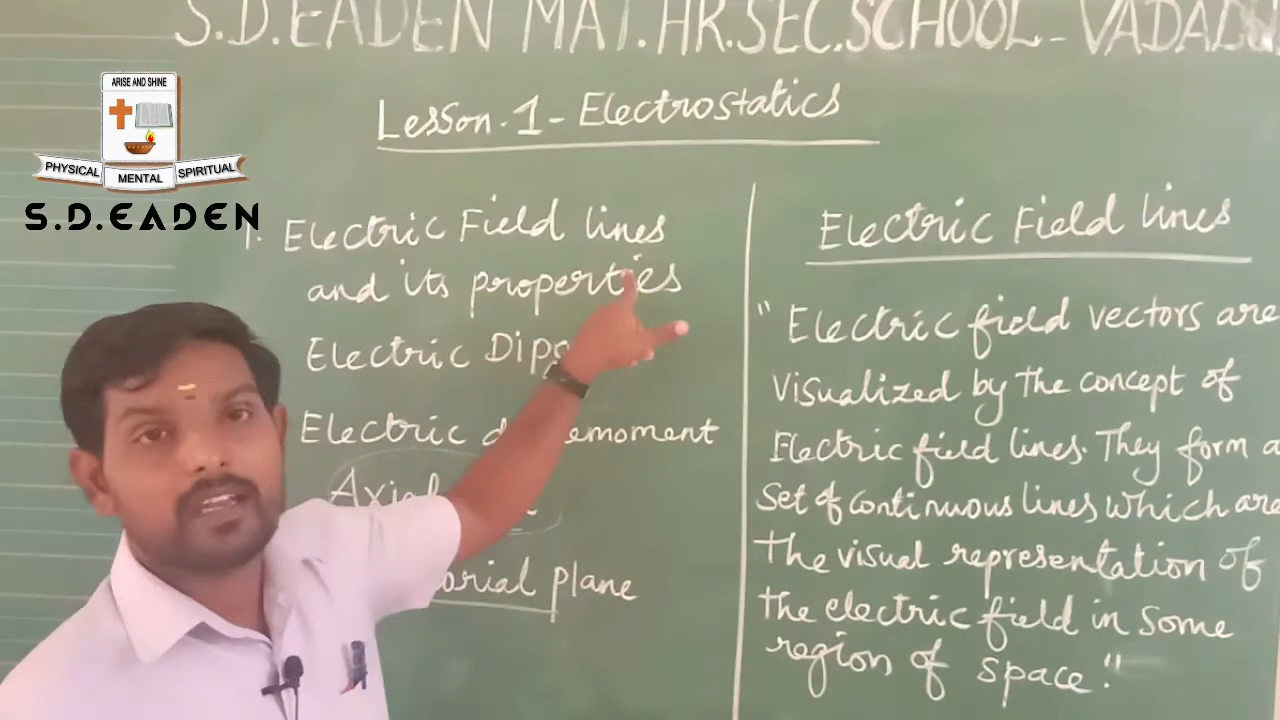 S.D.EADEN MAT.HR.SEC.SCHOOL-
ARISE AND SHINE
PHYSICAL MENTAL SPIRITUAL
S.D.EADEN
Lesson.1 - Electrostatics
1. Electric Field lines
and its properties
Electric
Electric
Axial
plane
Electric Field lines
"Electric field vectors are
visualized by the concept of
Electric field lines. They form a
set of continuous lines which are
the visual representation of
the electric field in some
region of space."